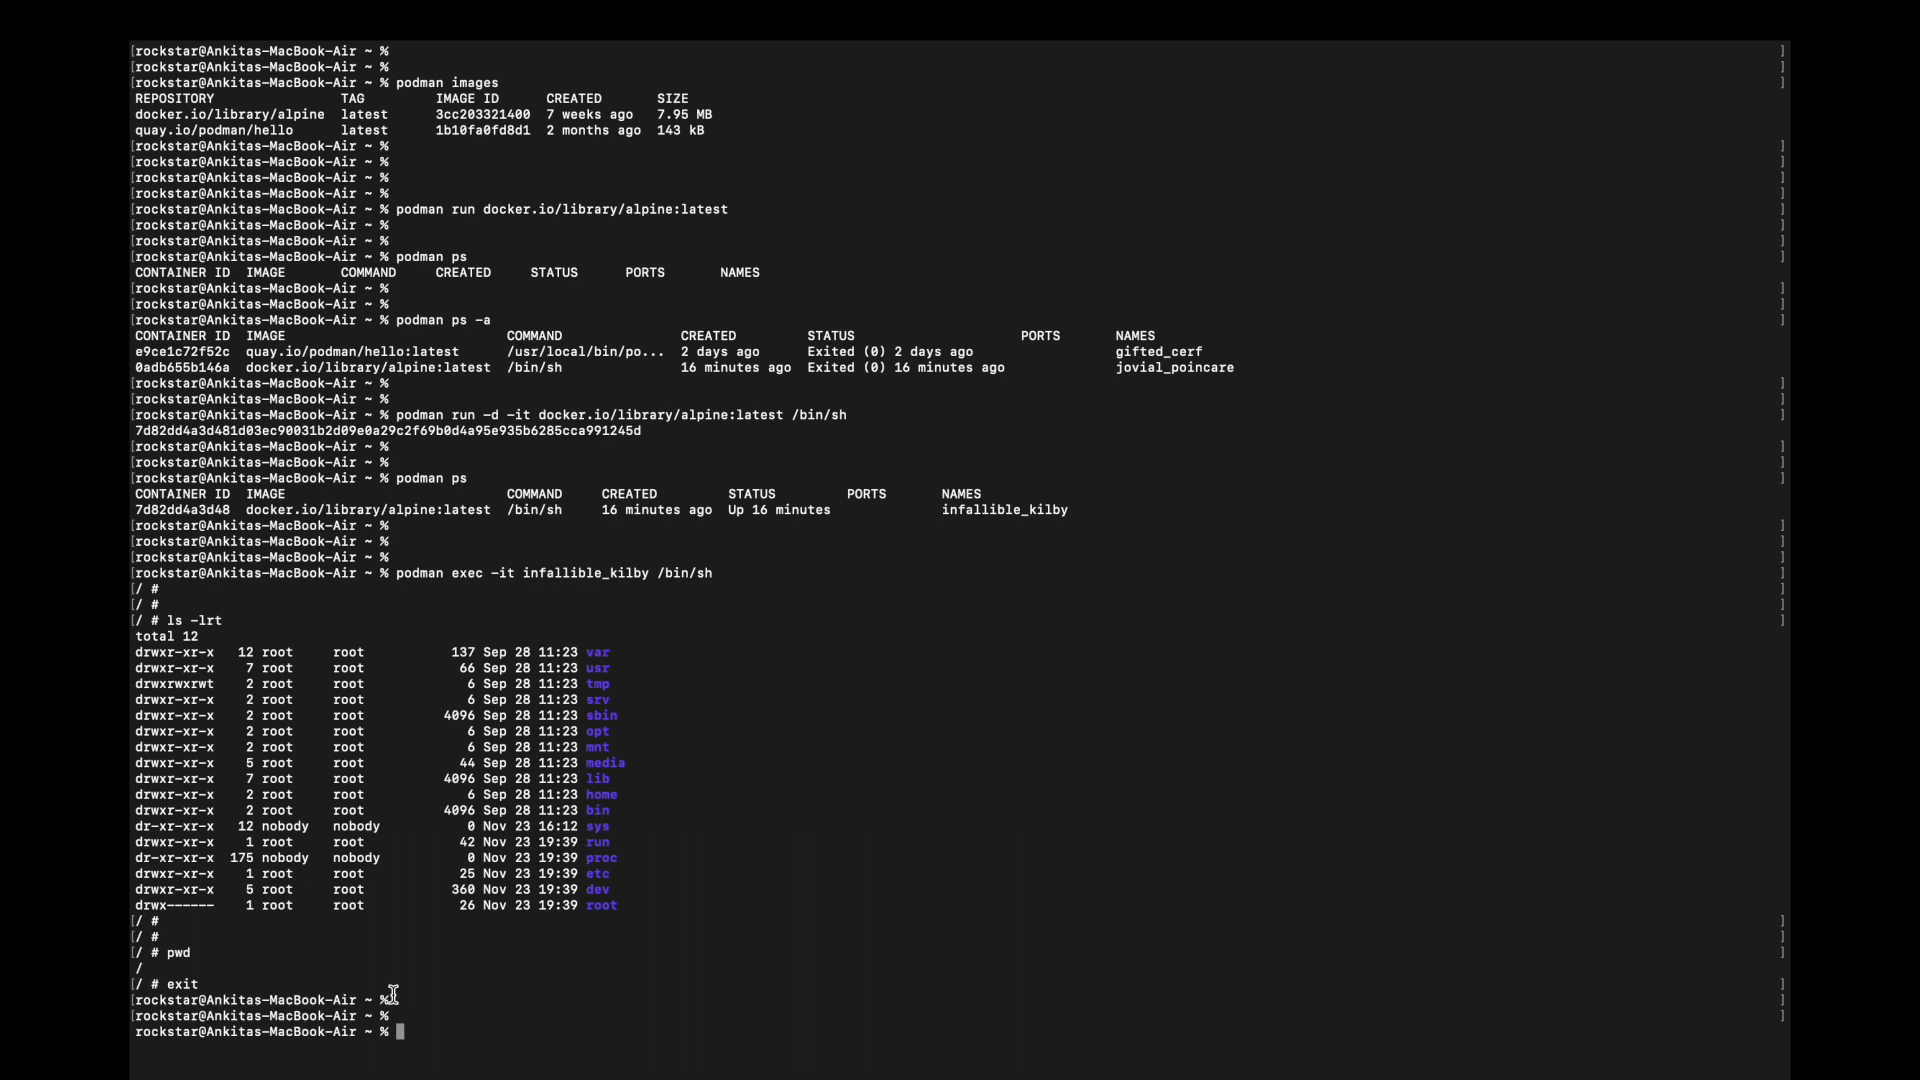 [rockstar@Ankitas-MacBook-Air ~ % ]
[rockstar@Ankitas-MacBook-Air ~ % ]
[rockstar@Ankitas-MacBook-Air ~ % podman images ]
REPOSITORY TAG IMAGE ID CREATED SIZE
docker.io/library/alpine latest 3cc203321400 7 weeks ago 7.95 MB
quay.io/podman/hello latest 1b10fa0fd8d1 2 months ago 143 kB
[rockstar@Ankitas-MacBook-Air ~ % ]
[rockstar@Ankitas-MacBook-Air ~ % ]
[rockstar@Ankitas-MacBook-Air ~ % ]
[rockstar@Ankitas-MacBook-Air ~ % ]
[rockstar@Ankitas-MacBook-Air ~ % podman run docker.io/library/alpine:latest ]
[rockstar@Ankitas-MacBook-Air ~ % ]
[rockstar@Ankitas-MacBook-Air ~ % ]
[rockstar@Ankitas-MacBook-Air ~ % podman ps ]
CONTAINER ID IMAGE COMMAND CREATED STATUS PORTS NAMES
[rockstar@Ankitas-MacBook-Air ~ % ]
[rockstar@Ankitas-MacBook-Air ~ % ]
[rockstar@Ankitas-MacBook-Air ~ % podman ps -a ]
CONTAINER ID IMAGE COMMAND CREATED STATUS PORTS NAMES
e9ce1c72f52c quay.io/podman/hello:latest /usr/local/bin/po... 2 days ago Exited (0) 2 days ago gifted_cerf
0adb655b146a docker.io/library/alpine:latest /bin/sh 16 minutes ago Exited (0) 16 minutes ago jovial_poincare
[rockstar@Ankitas-MacBook-Air ~ % ]
[rockstar@Ankitas-MacBook-Air ~ % ]
[rockstar@Ankitas-MacBook-Air ~ % podman run -d -it docker.io/library/alpine:latest /bin/sh ]
7d82dd4a3d481d03ec90031b2d09e0a29c2f69b0d4a95e935b6285cca991245d
[rockstar@Ankitas-MacBook-Air ~ % ]
[rockstar@Ankitas-MacBook-Air ~ % ]
[rockstar@Ankitas-MacBook-Air ~ % podman ps ]
CONTAINER ID IMAGE COMMAND CREATED STATUS PORTS NAMES
7d82dd4a3d48 docker.io/library/alpine:latest /bin/sh 16 minutes ago Up 16 minutes infallible_kilby
[rockstar@Ankitas-MacBook-Air ~ % ]
[rockstar@Ankitas-MacBook-Air ~ % ]
[rockstar@Ankitas-MacBook-Air ~ % ]
[rockstar@Ankitas-MacBook-Air ~ % podman exec -it infallible_kilby /bin/sh ]
[/ # ]
[/ # ]
[/ # ls -lrt ]
total 12
drwxr-xr-x 12 root root 137 Sep 28 11:23 var
drwxr-xr-x 7 root root 66 Sep 28 11:23 usr
drwxrwxrwt 2 root root 6 Sep 28 11:23 tmp
drwxr-xr-x 2 root root 6 Sep 28 11:23 srv
drwxr-xr-x 2 root root 4096 Sep 28 11:23 sbin
drwxr-xr-x 2 root root 6 Sep 28 11:23 opt
drwxr-xr-x 2 root root 6 Sep 28 11:23 mnt
drwxr-xr-x 5 root root 44 Sep 28 11:23 media
drwxr-xr-x 7 root root 4096 Sep 28 11:23 lib
drwxr-xr-x 2 root root 6 Sep 28 11:23 home
drwxr-xr-x 2 root root 4096 Sep 28 11:23 bin
dr-xr-xr-x 12 nobody nobody 0 Nov 23 16:12 sys
drwxr-xr-x 1 root root 42 Nov 23 19:39 run
dr-xr-xr-x 175 nobody nobody 0 Nov 23 19:39 proc
drwxr-xr-x 1 root root 25 Nov 23 19:39 etc
drwxr-xr-x 5 root root 360 Nov 23 19:39 dev
drwx------ 1 root root 26 Nov 23 19:39 root
[/ # ]
[/ # ]
[/ # pwd ]
/
[/ # exit ]
[rockstar@Ankitas-MacBook-Air ~ % ]
[rockstar@Ankitas-MacBook-Air ~ % ]
rockstar@Ankitas-MacBook-Air ~ %